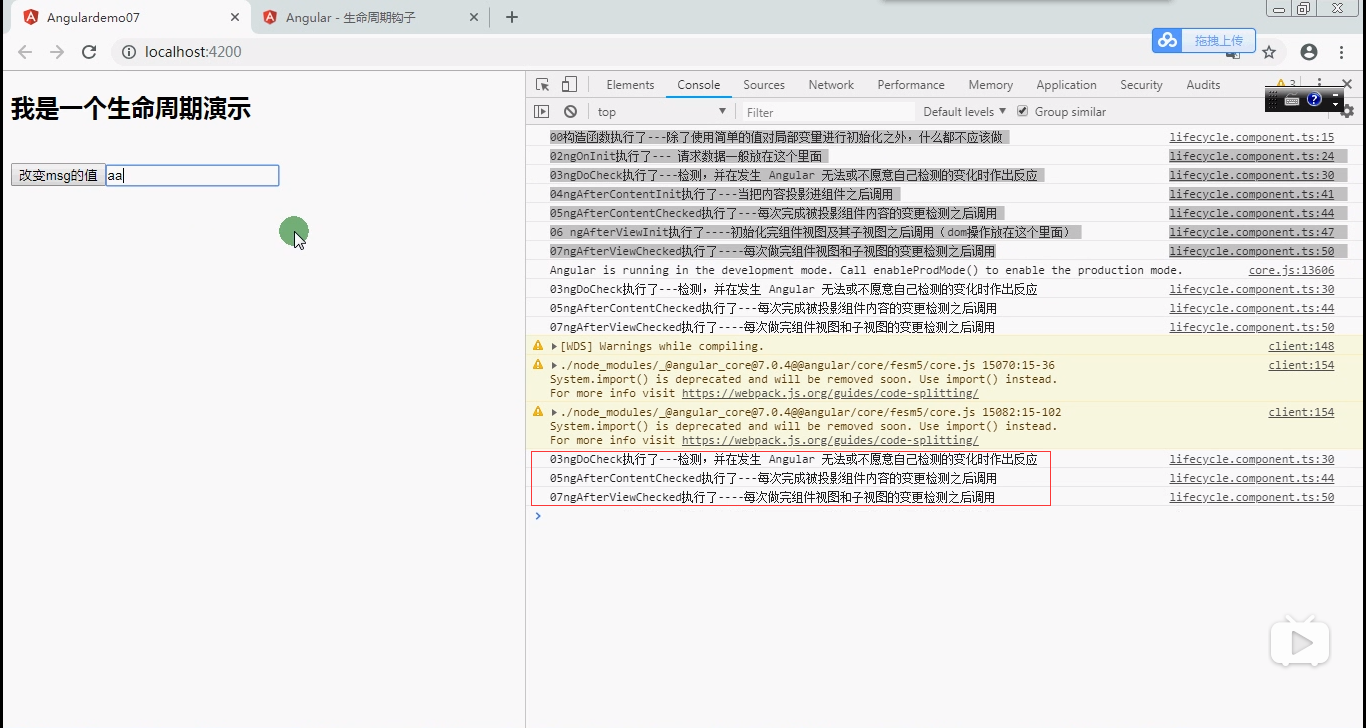 Angulardemo07
Angular - 生命周期钩子
localhost:4200
拖拽上传
我是一个生命周期演示
改变msg的值
aa
Elements Console Sources Network Performance Memory Application Security Audits 3
top Filter Default levels Group similar
00构造函数执行了---除了使用简单的值对局部变量进行初始化之外，什么都不应该做 lifecycle.component.ts:15
02ngOnInit执行了--- 请求数据一般放在这个里面 lifecycle.component.ts:24
03ngDoCheck执行了---检测，并在发生 Angular 无法或不愿意自己检测的变化时作出反应 lifecycle.component.ts:30
04ngAfterContentInit执行了---当把内容投影进组件之后调用 lifecycle.component.ts:41
05ngAfterContentChecked执行了---每次完成被投影组件内容的变更检测之后调用 lifecycle.component.ts:44
06 ngAfterViewInit执行了----初始化完组件视图及其子视图之后调用（dom操作放在这个里面） lifecycle.component.ts:47
07ngAfterViewChecked执行了----每次做完组件视图和子视图的变更检测之后调用 lifecycle.component.ts:50
Angular is running in the development mode. Call enableProdMode() to enable the production mode. core.js:13606
03ngDoCheck执行了---检测，并在发生 Angular 无法或不愿意自己检测的变化时作出反应 lifecycle.component.ts:30
05ngAfterContentChecked执行了---每次完成被投影组件内容的变更检测之后调用 lifecycle.component.ts:44
07ngAfterViewChecked执行了----每次做完组件视图和子视图的变更检测之后调用 lifecycle.component.ts:50
[WDS] Warnings while compiling. client:148
./node_modules/_@angular_core@7.0.4@@angular/core/fesm5/core.js 15070:15-36 client:154
System.import() is deprecated and will be removed soon. Use import() instead.
For more info visit https://webpack.js.org/guides/code-splitting/
./node_modules/_@angular_core@7.0.4@@angular/core/fesm5/core.js 15082:15-102 client:154
System.import() is deprecated and will be removed soon. Use import() instead.
For more info visit https://webpack.js.org/guides/code-splitting/
03ngDoCheck执行了---检测，并在发生 Angular 无法或不愿意自己检测的变化时作出反应 lifecycle.component.ts:30
05ngAfterContentChecked执行了---每次完成被投影组件内容的变更检测之后调用 lifecycle.component.ts:44
07ngAfterViewChecked执行了----每次做完组件视图和子视图的变更检测之后调用 lifecycle.component.ts:50